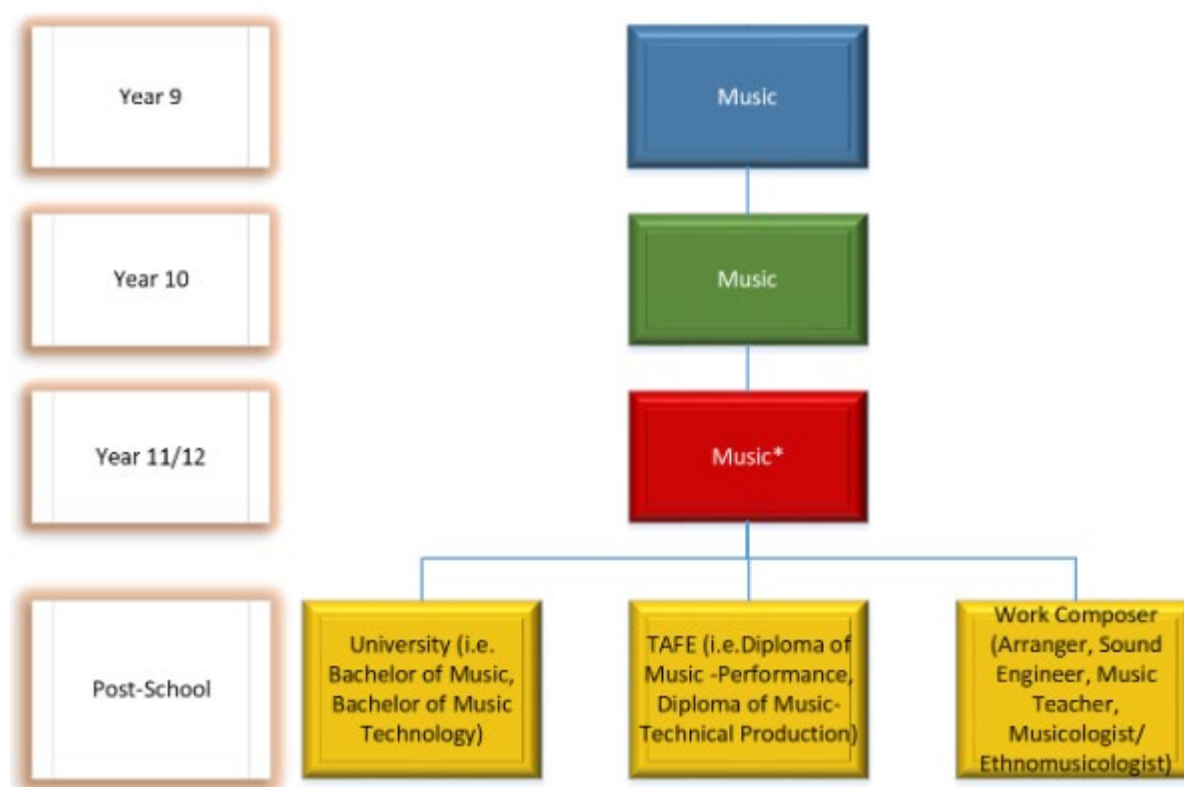 Year 9
Music
Year 10
Music
Year 11/12
Music*
Post-School
University (i.e.
Bachelor of Music,
Bachelor of Music
Technology)
TAFE (i.e.Diploma of
Music -Performance,
Diploma of Music-
Technical Production)
Work Composer
(Arranger, Sound
Engineer, Music
Teacher,
Musicologist/
Ethnomusicologist)